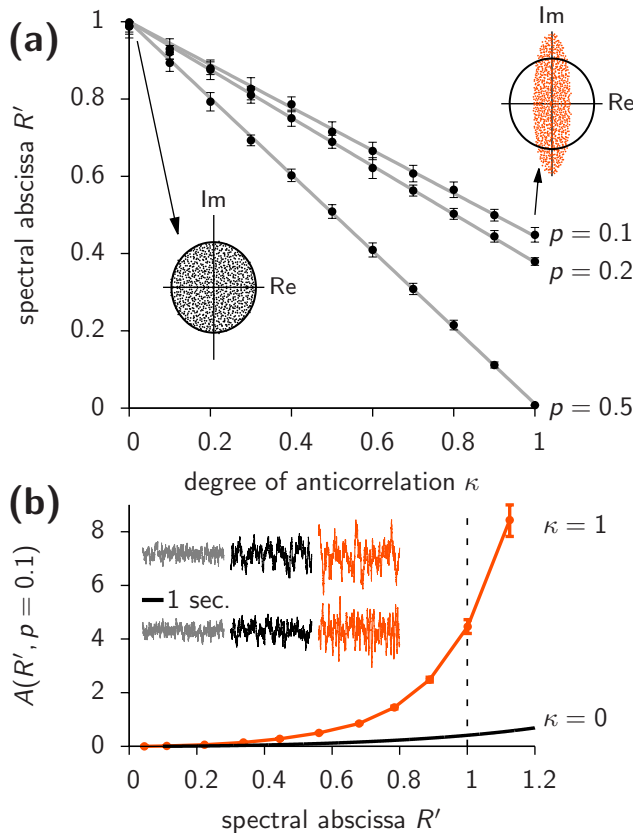 (a)
spectral abscissa R′
1
0.8
0.6
0.4
0.2
0
Im
Re
Im
Re
p = 0.1
p = 0.2
p = 0.5
0.2 0.4 0.6 0.8 1
degree of anticorrelation κ
(b)
A(R′, p = 0.1)
8
6
4
2
0
1 sec.
κ = 1
κ = 0
0 0.2 0.4 0.6 0.8 1 1.2
spectral abscissa R′